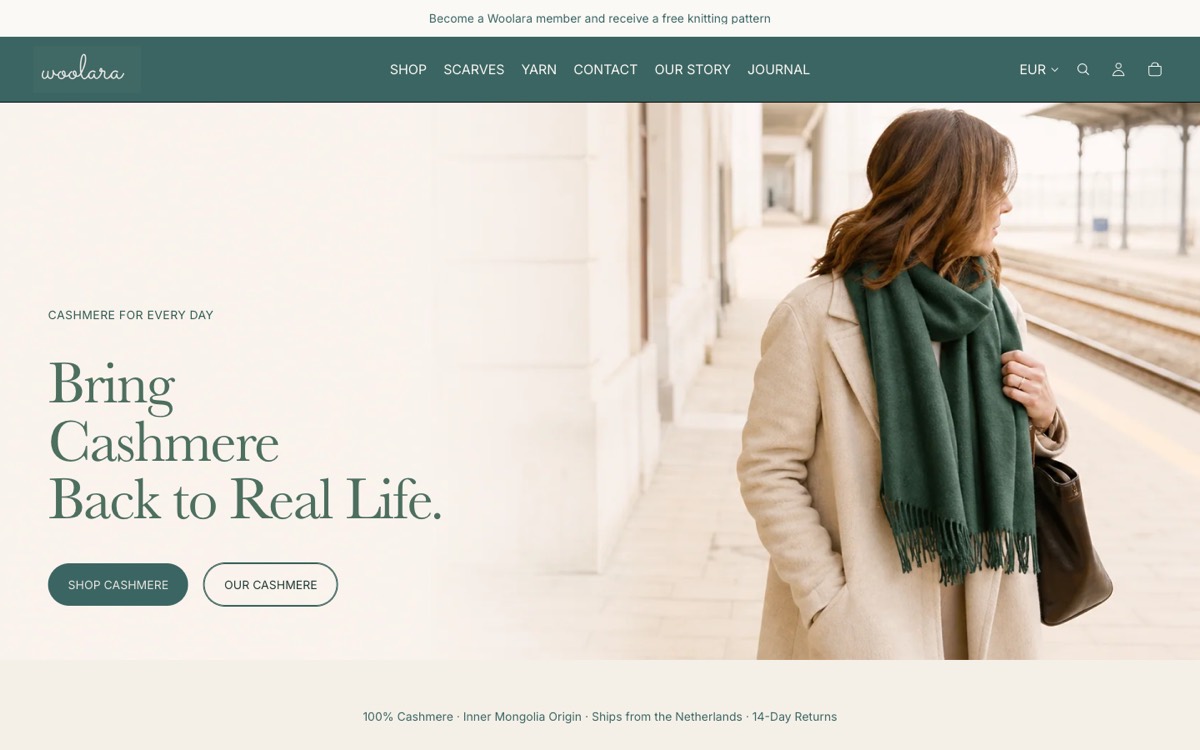 Become a Woolara member and receive a free knitting pattern
woolara
SHOP SCARVES YARN CONTACT OUR STORY JOURNAL
EUR
CASHMERE FOR EVERY DAY
Bring
Cashmere
Back to Real Life.
SHOP CASHMERE OUR CASHMERE
100% Cashmere · Inner Mongolia Origin · Ships from the Netherlands · 14-Day Returns